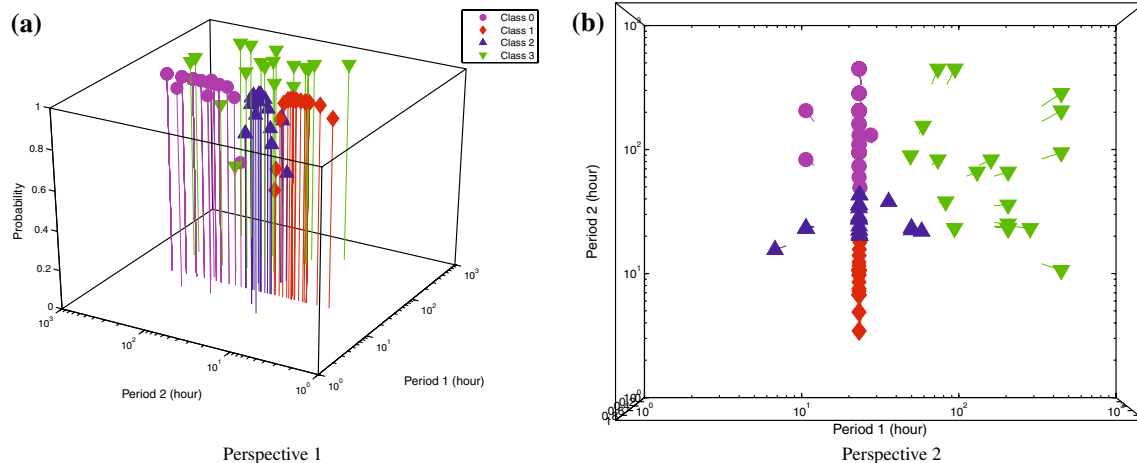 (a)
Class 0
Class 1
Class 2
Class 3
Probability
1
0.8
0.6
0.4
0.2
0
10³
10²
10¹
10⁰
Period 2 (hour)
10⁰
10¹
10²
10³
Period 1 (hour)
Perspective 1
(b)
10³
10²
10¹
10⁰
Period 2 (hour)
10⁰
10¹
10²
10
Period 1 (hour)
Perspective 2